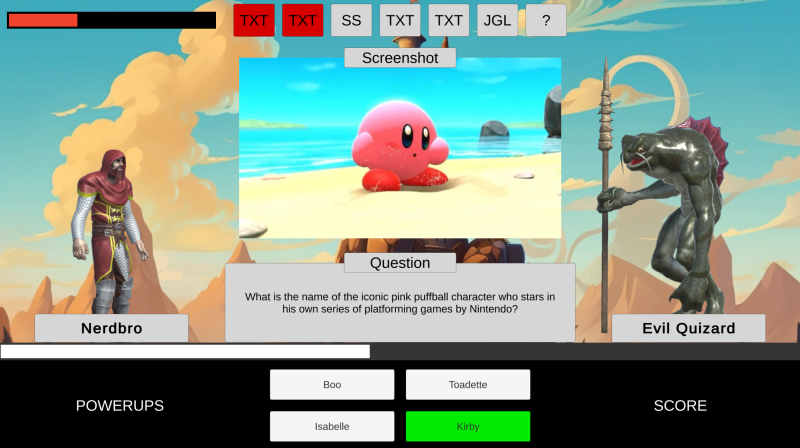 TXT TXT SS TXT TXT JGL ?
Screenshot
Question
What is the name of the iconic pink puffball character who stars in
his own series of platforming games by Nintendo?
Nerdbro
Evil Quizard
POWERUPS
Boo
Toadette
Isabelle
Kirby
SCORE